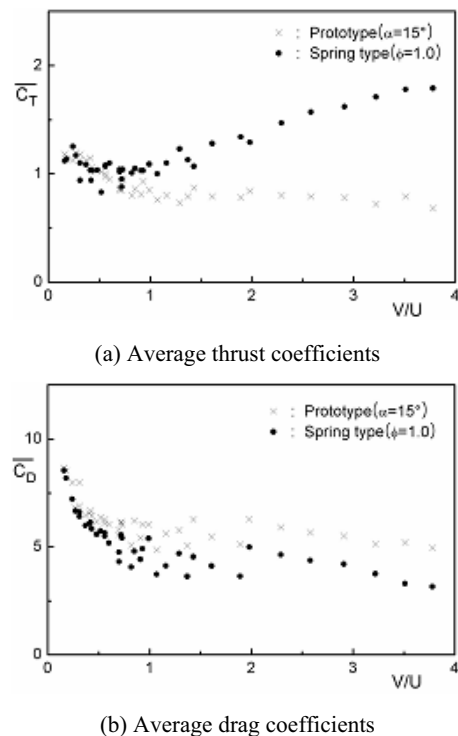 × : Prototype(α=15°)
• : Spring type(ϕ=1.0)
2
C_T
1
0
0 1 2 3 4
V/U
(a) Average thrust coefficients
× : Prototype(α=15°)
• : Spring type(ϕ=1.0)
10
C_D
5
0
0 1 2 3 4
V/U
(b) Average drag coefficients